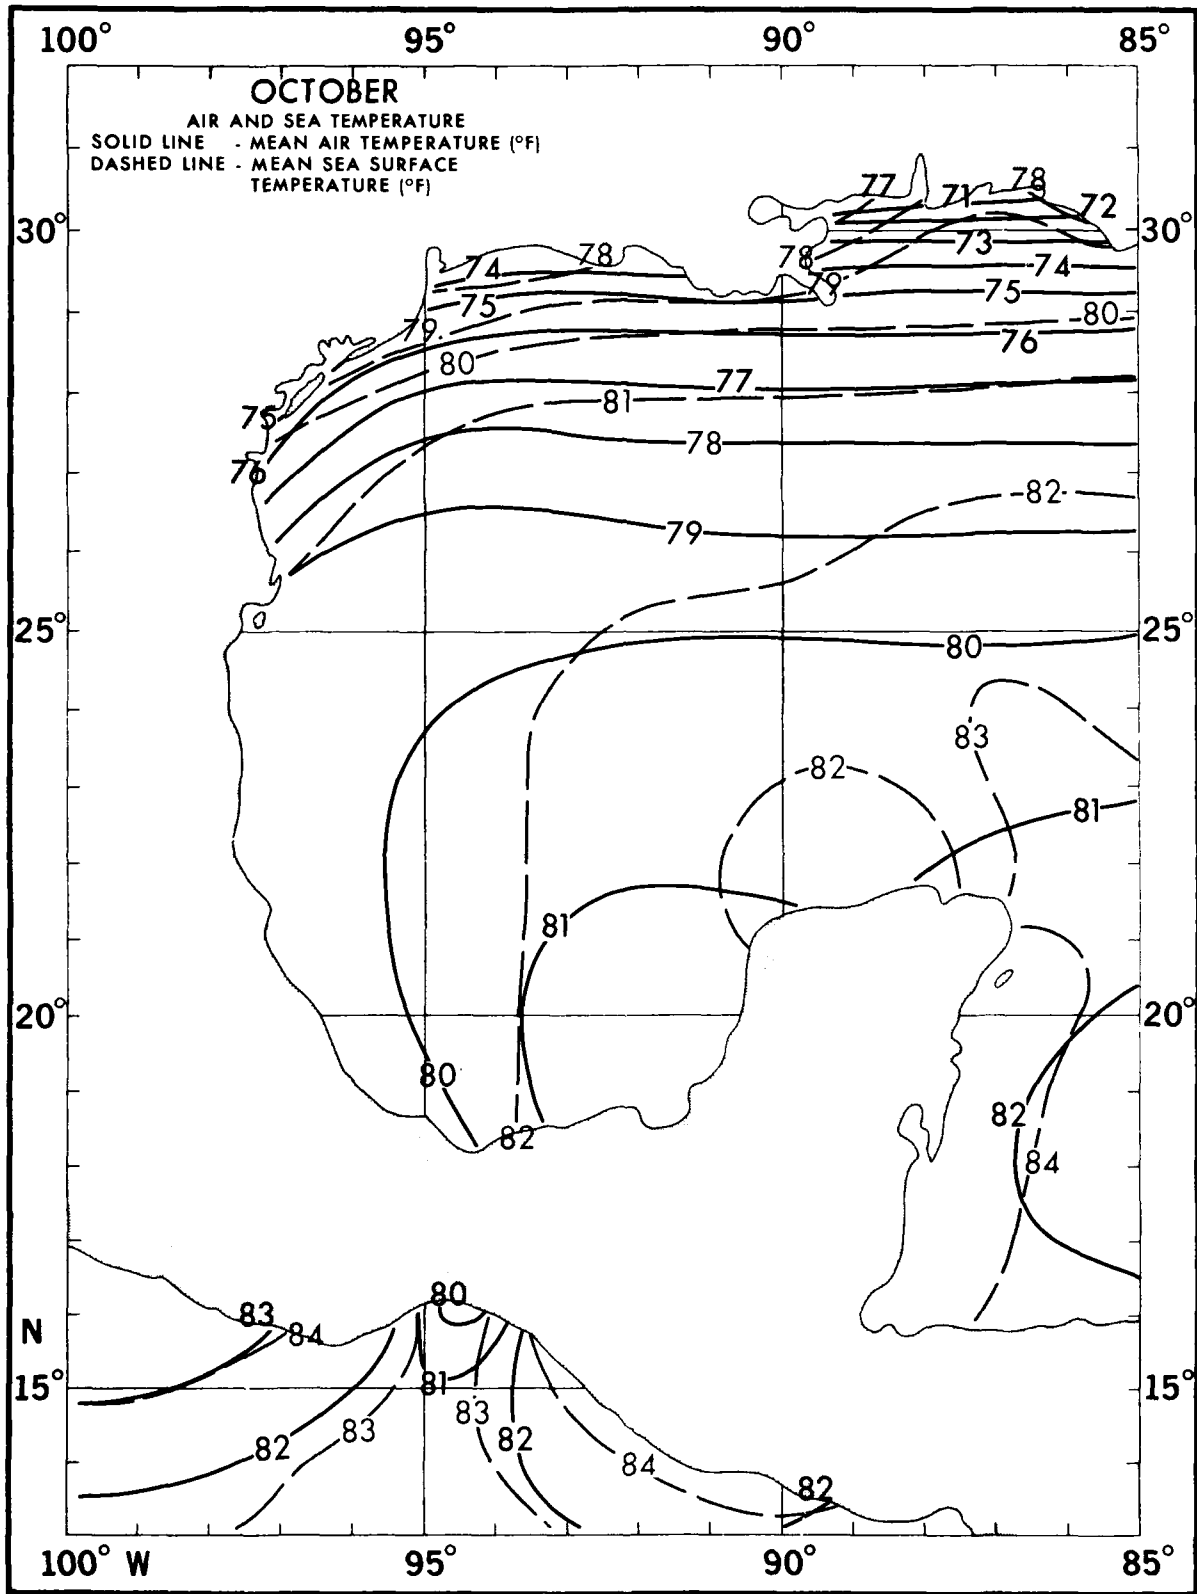 100° 95° 90° 85°
OCTOBER
AIR AND SEA TEMPERATURE
SOLID LINE - MEAN AIR TEMPERATURE (°F)
DASHED LINE - MEAN SEA SURFACE
TEMPERATURE (°F)
77 71 78 72
30° 73 30°
74 78 78 74
75 79 75
79 80
80 76
77
81
75 78
76
82
79
25° 25°
80
83
82
81
81
20° 20°
80
82
82
84
80
83
84
N
15° 81 15°
83
83
82 82
84
82
100° W 95° 90° 85°